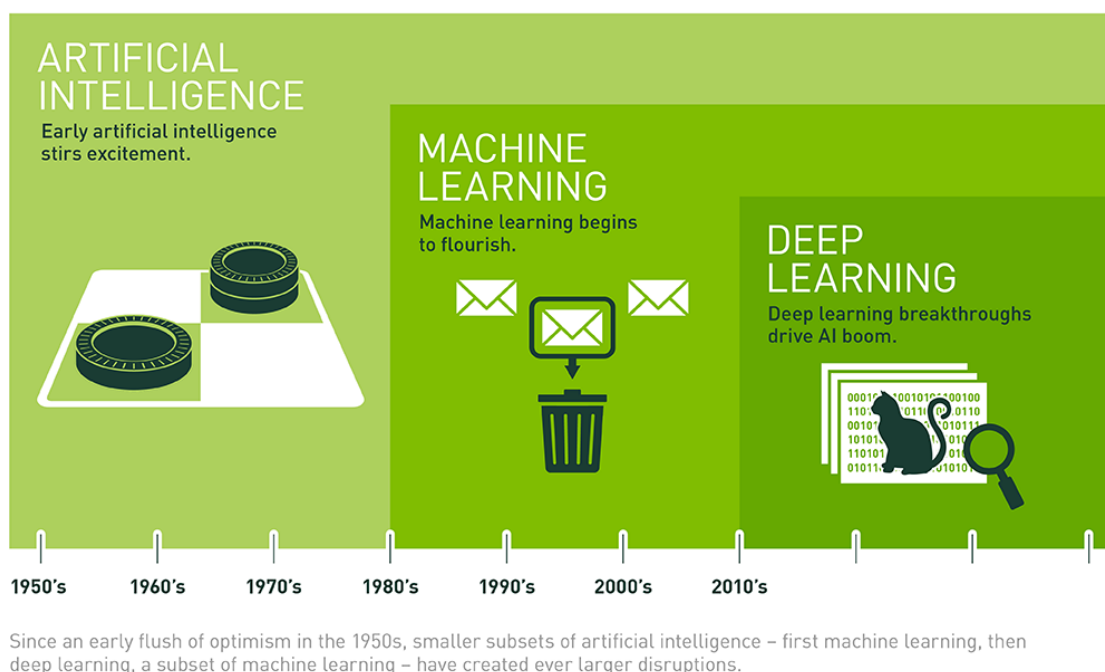 ARTIFICIAL
INTELLIGENCE
Early artificial intelligence
stirs excitement.
MACHINE
LEARNING
Machine learning begins
to flourish.
DEEP
LEARNING
Deep learning breakthroughs
drive AI boom.
1950's 1960's 1970's 1980's 1990's 2000's 2010's
Since an early flush of optimism in the 1950s, smaller subsets of artificial intelligence – first machine learning, then
deep learning, a subset of machine learning – have created ever larger disruptions.